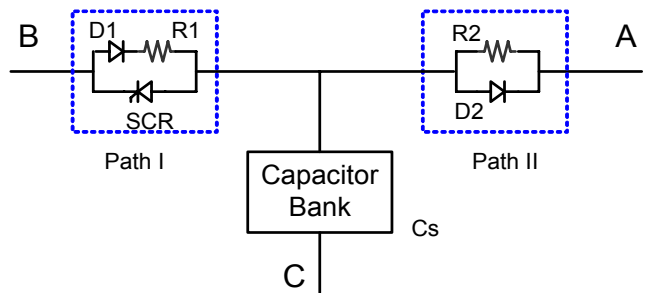 B
D1
R1
SCR
Path I
R2
A
D2
Path II
Capacitor
Bank
Cs
C